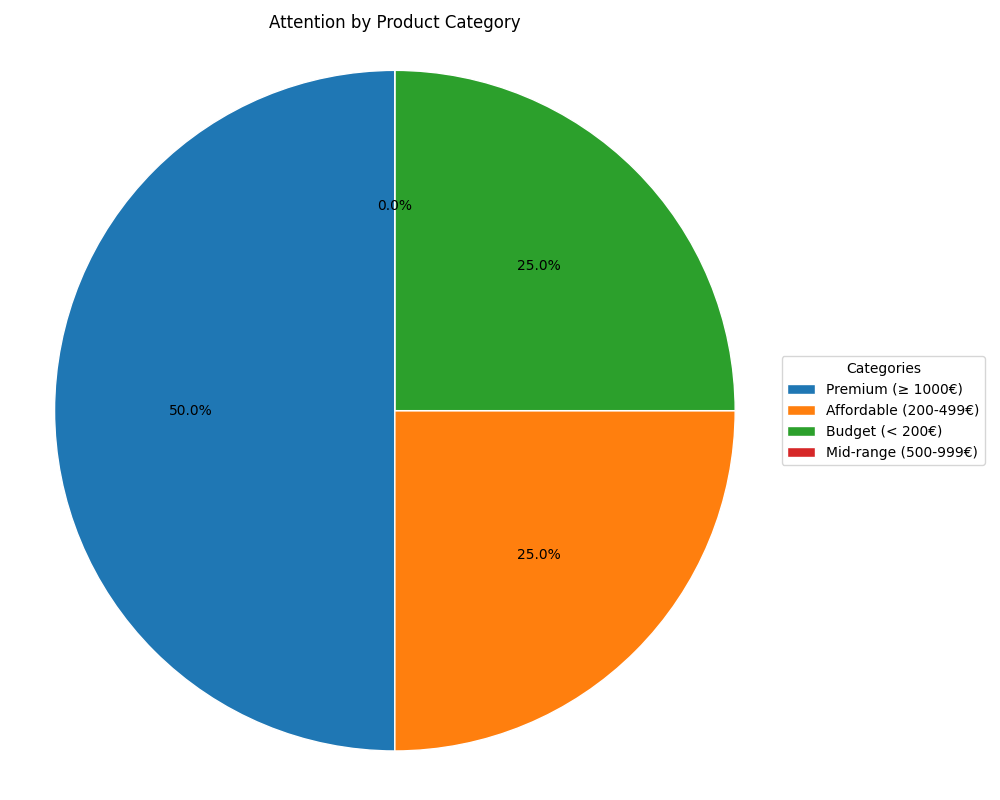 Attention by Product Category
0.0%
25.0%
50.0%
25.0%
Categories
Premium (≥ 1000€)
Affordable (200-499€)
Budget (< 200€)
Mid-range (500-999€)